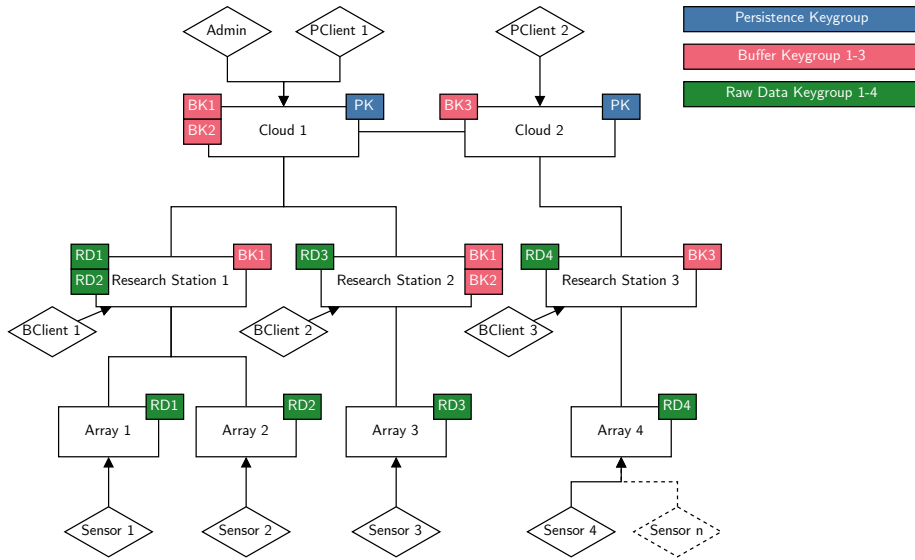 Admin
PClient 1
PClient 2
Persistence Keygroup
Buffer Keygroup 1-3
Raw Data Keygroup 1-4
BK1
BK2
Cloud 1
PK
BK3
Cloud 2
PK
RD1
RD2
Research Station 1
BK1
RD3
Research Station 2
BK1
BK2
RD4
Research Station 3
BK3
BClient 1
BClient 2
BClient 3
Array 1
RD1
Array 2
RD2
Array 3
RD3
Array 4
RD4
Sensor 1
Sensor 2
Sensor 3
Sensor 4
Sensor n